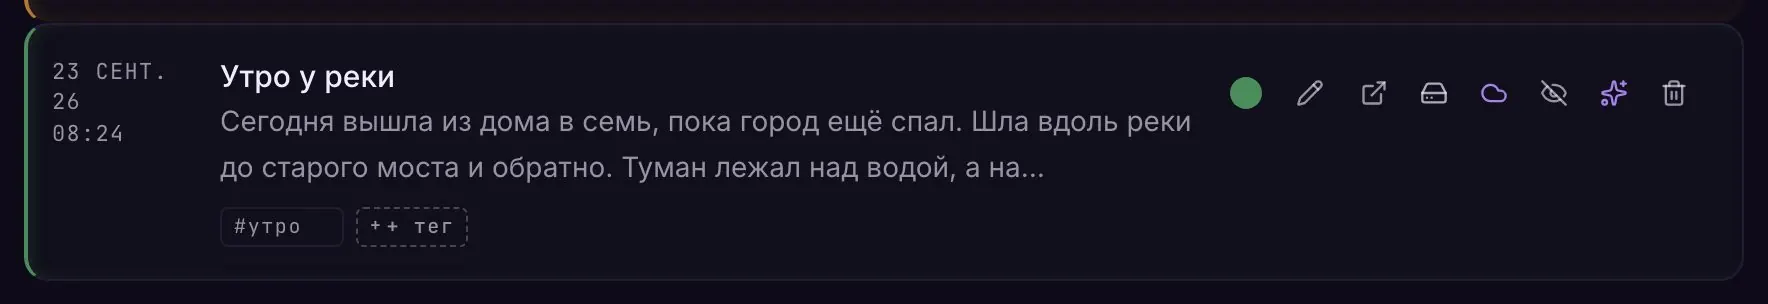 23 СЕНТ.
26
08:24
Утро у реки
Сегодня вышла из дома в семь, пока город ещё спал. Шла вдоль реки
до старого моста и обратно. Туман лежал над водой, а на...
#утро
++ тег